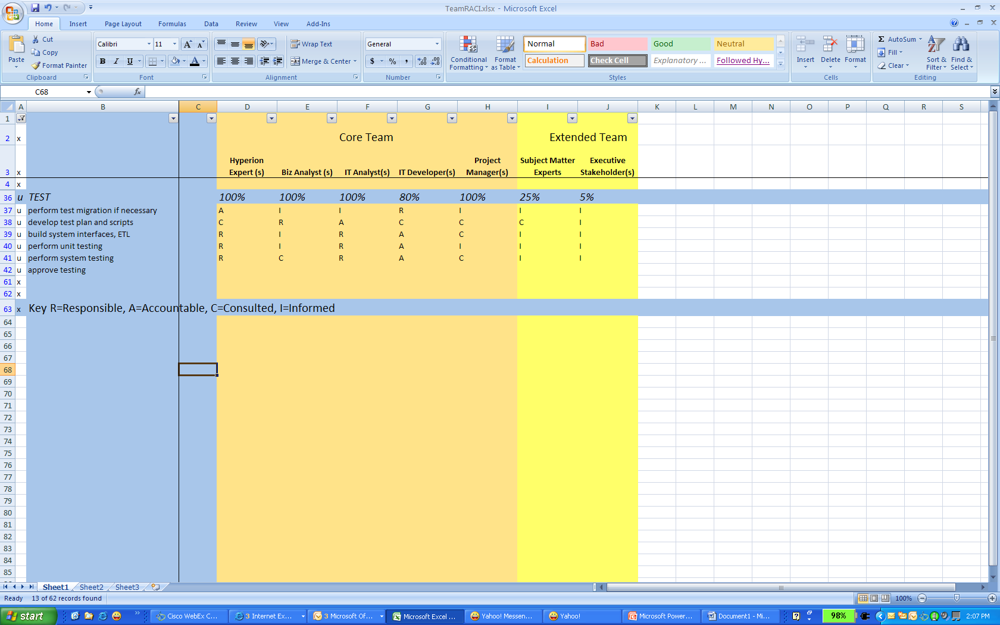 TeamRACI.xlsx - Microsoft Excel
Home Insert Page Layout Formulas Data Review View Add-Ins
Paste
Cut
Copy
Format Painter
Clipboard
Calibri 11
B I U
Font
Wrap Text
Merge & Center
Alignment
General
$ % ,
Number
Conditional Formatting
Format as Table
Normal Bad Good Neutral
Calculation Check Cell Explanatory ... Followed Hy...
Styles
Insert Delete Format
Cells
Σ AutoSum
Fill
Clear
Sort & Filter
Find & Select
Editing
C68 fx
A B C D E F G H I J K L M N O P Q R S
1
2 x Core Team Extended Team
3 x Hyperion Expert (s) Biz Analyst (s) IT Analyst(s) IT Developer(s) Project Manager(s) Subject Matter Experts Executive Stakeholder(s)
4 x
36 u TEST 100% 100% 100% 80% 100% 25% 5%
37 u perform test migration if necessary A I I R I I I
38 u develop test plan and scripts C R A C C C I
39 u build system interfaces, ETL R I R A C I I
40 u perform unit testing R I R A I I I
41 u perform system testing R C R A C I I
42 u approve testing
61 x
62 x
63 x Key R=Responsible, A=Accountable, C=Consulted, I=Informed
64
65
66
67
68
69
70
71
72
73
74
75
76
77
78
79
80
81
82
83
84
85
Sheet1 Sheet2 Sheet3
Ready 13 of 62 records found 100%
start Cisco WebEx C... 3 Internet Ex... 3 Microsoft Of... Microsoft Excel ... Yahoo! Messen... Yahoo! Microsoft Power... Document1 - Mi... 98% 2:07 PM